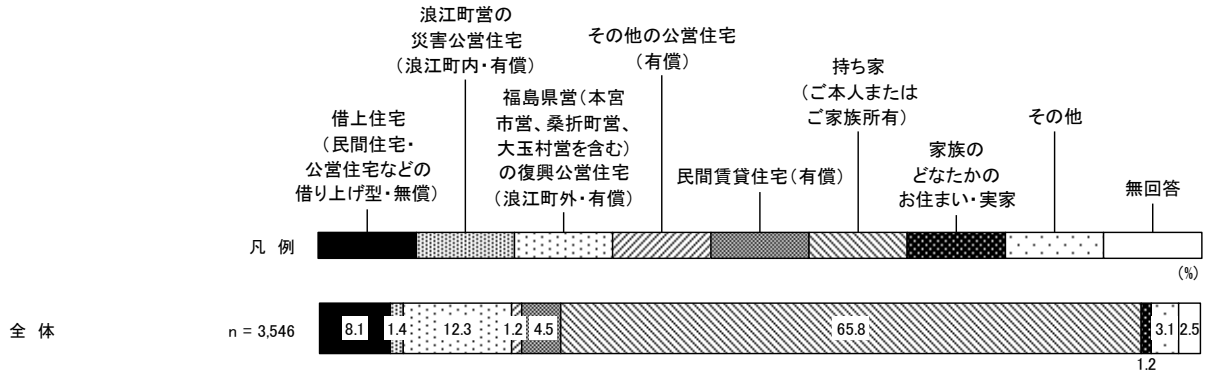 浪江町営の
災害公営住宅
（浪江町内・有償）
その他の公営住宅
（有償）
持ち家
（ご本人または
ご家族所有）
福島県営（本宮
市営、桑折町営、
大玉村営を含む）
の復興公営住宅
（浪江町外・有償）
借上住宅
（民間住宅・
公営住宅などの
借り上げ型・無償）
民間賃貸住宅（有償）
家族の
どなたかの
お住まい・実家
その他
無回答
凡 例
(%)
全 体 n = 3,546 8.1 1.4 12.3 1.2 4.5 65.8 3.1 2.5
1.2